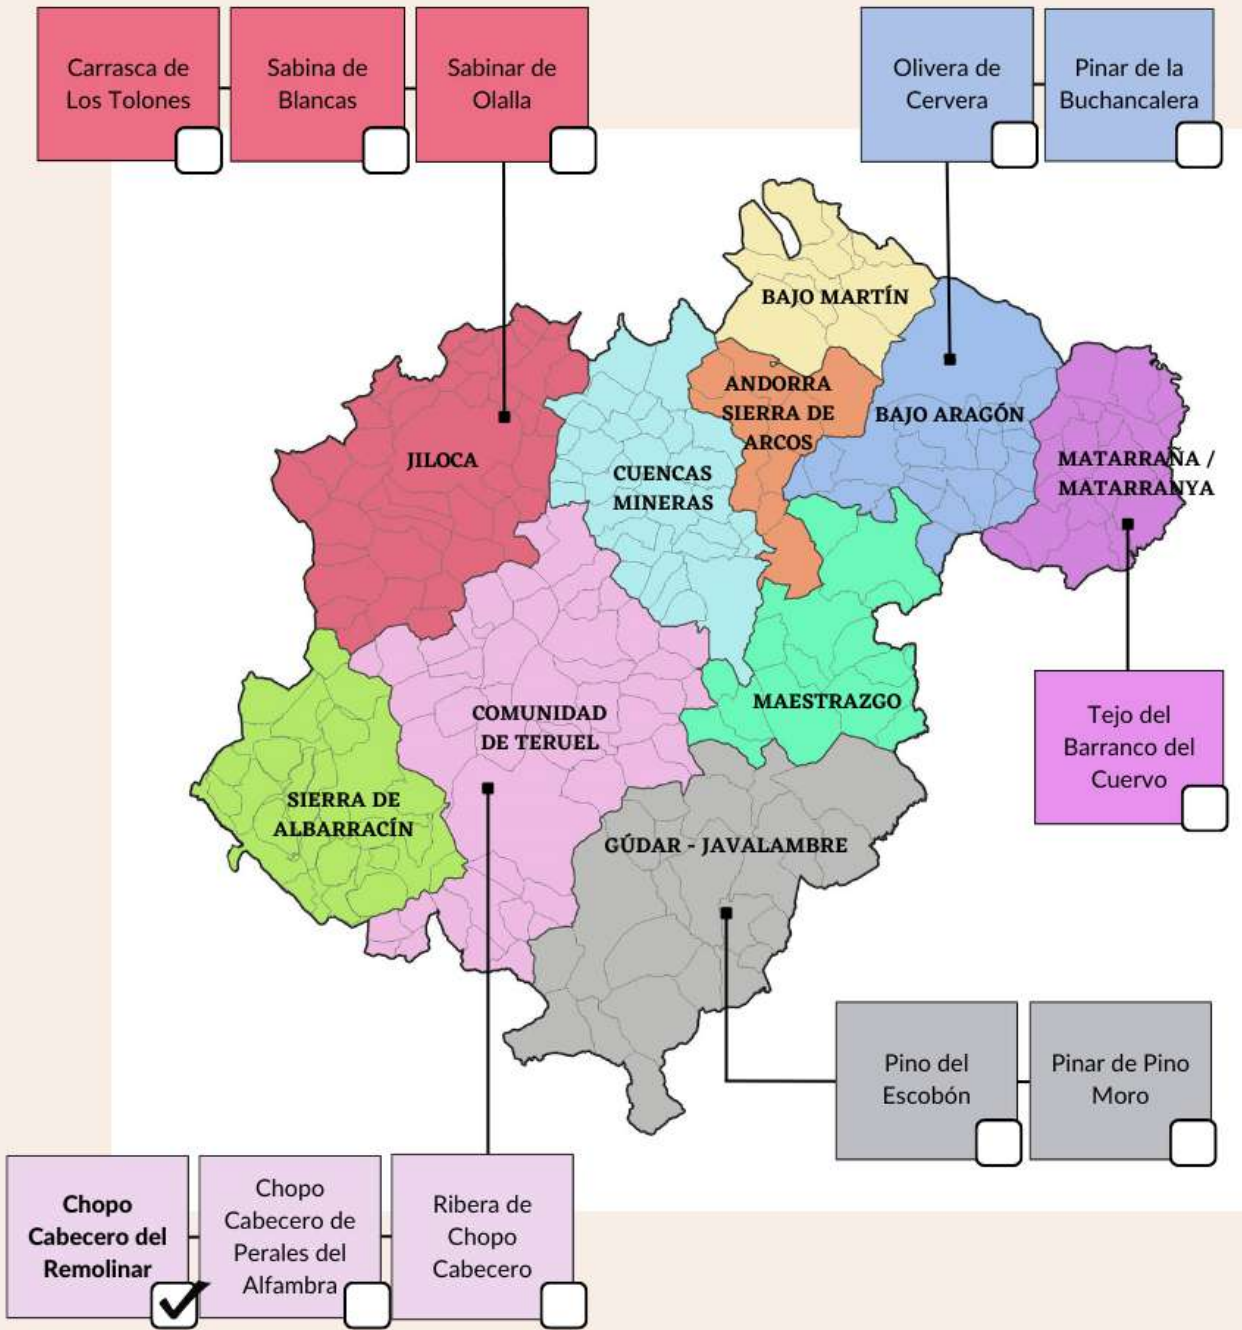 Carrasca de
Los Tolones
Sabina de
Blancas
Sabinar de
Olalla
Olivera de
Cervera
Pinar de la
Buchancalera
BAJO MARTÍN
ANDORRA
SIERRA DE
ARCOS
BAJO ARAGÓN
JILOCA
CUENCAS
MINERAS
MATARRAÑA /
MATARRANYA
MAESTRAZGO
COMUNIDAD
DE TERUEL
Tejo del
Barranco del
Cuervo
SIERRA DE
ALBARRACÍN
GÚDAR - JAVALAMBRE
Pino del
Escobón
Pinar de Pino
Moro
Chopo
Cabecero del
Remolinar
Chopo
Cabecero de
Perales del
Alfambra
Ribera de
Chopo
Cabecero